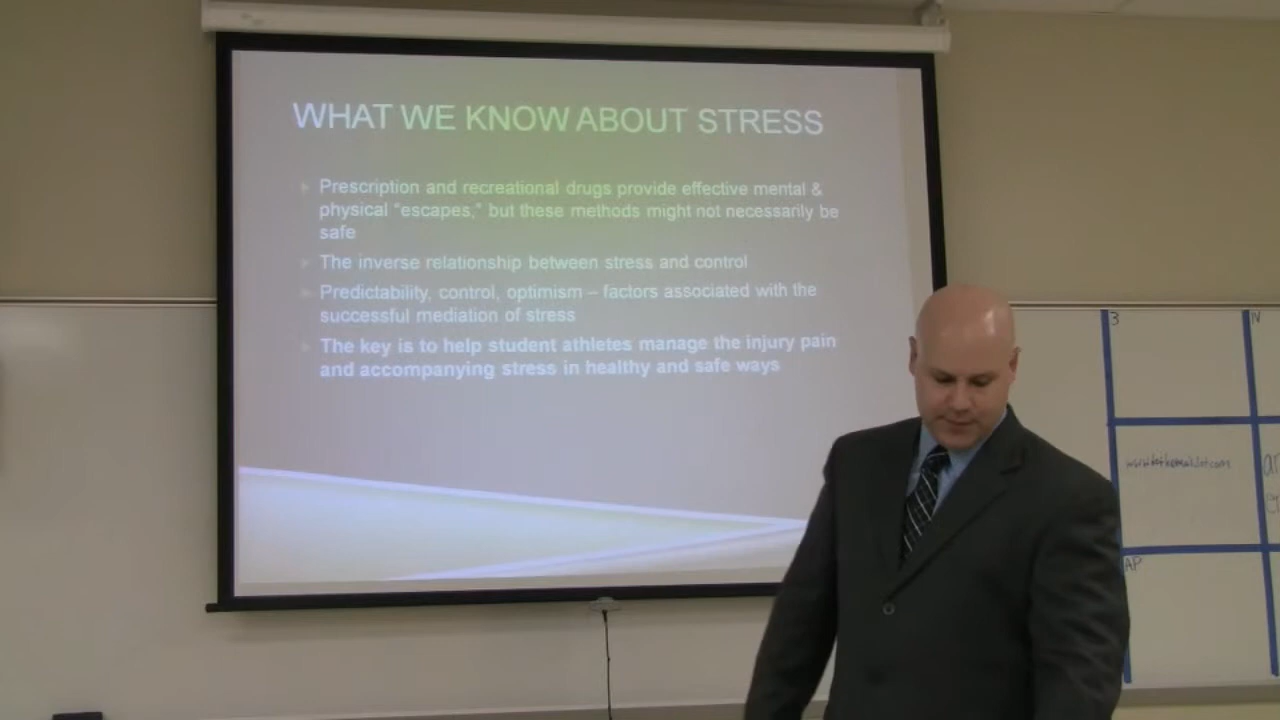 WHAT WE KNOW ABOUT STRESS
Prescription and recreational drugs provide effective mental &
physical "escapes," but these methods might not necessarily be
safe
The inverse relationship between stress and control
Predictability, control, optimism – factors associated with the
successful mediation of stress
The key is to help student athletes manage the injury pain
and accompanying stress in healthy and safe ways
3
IV
AP